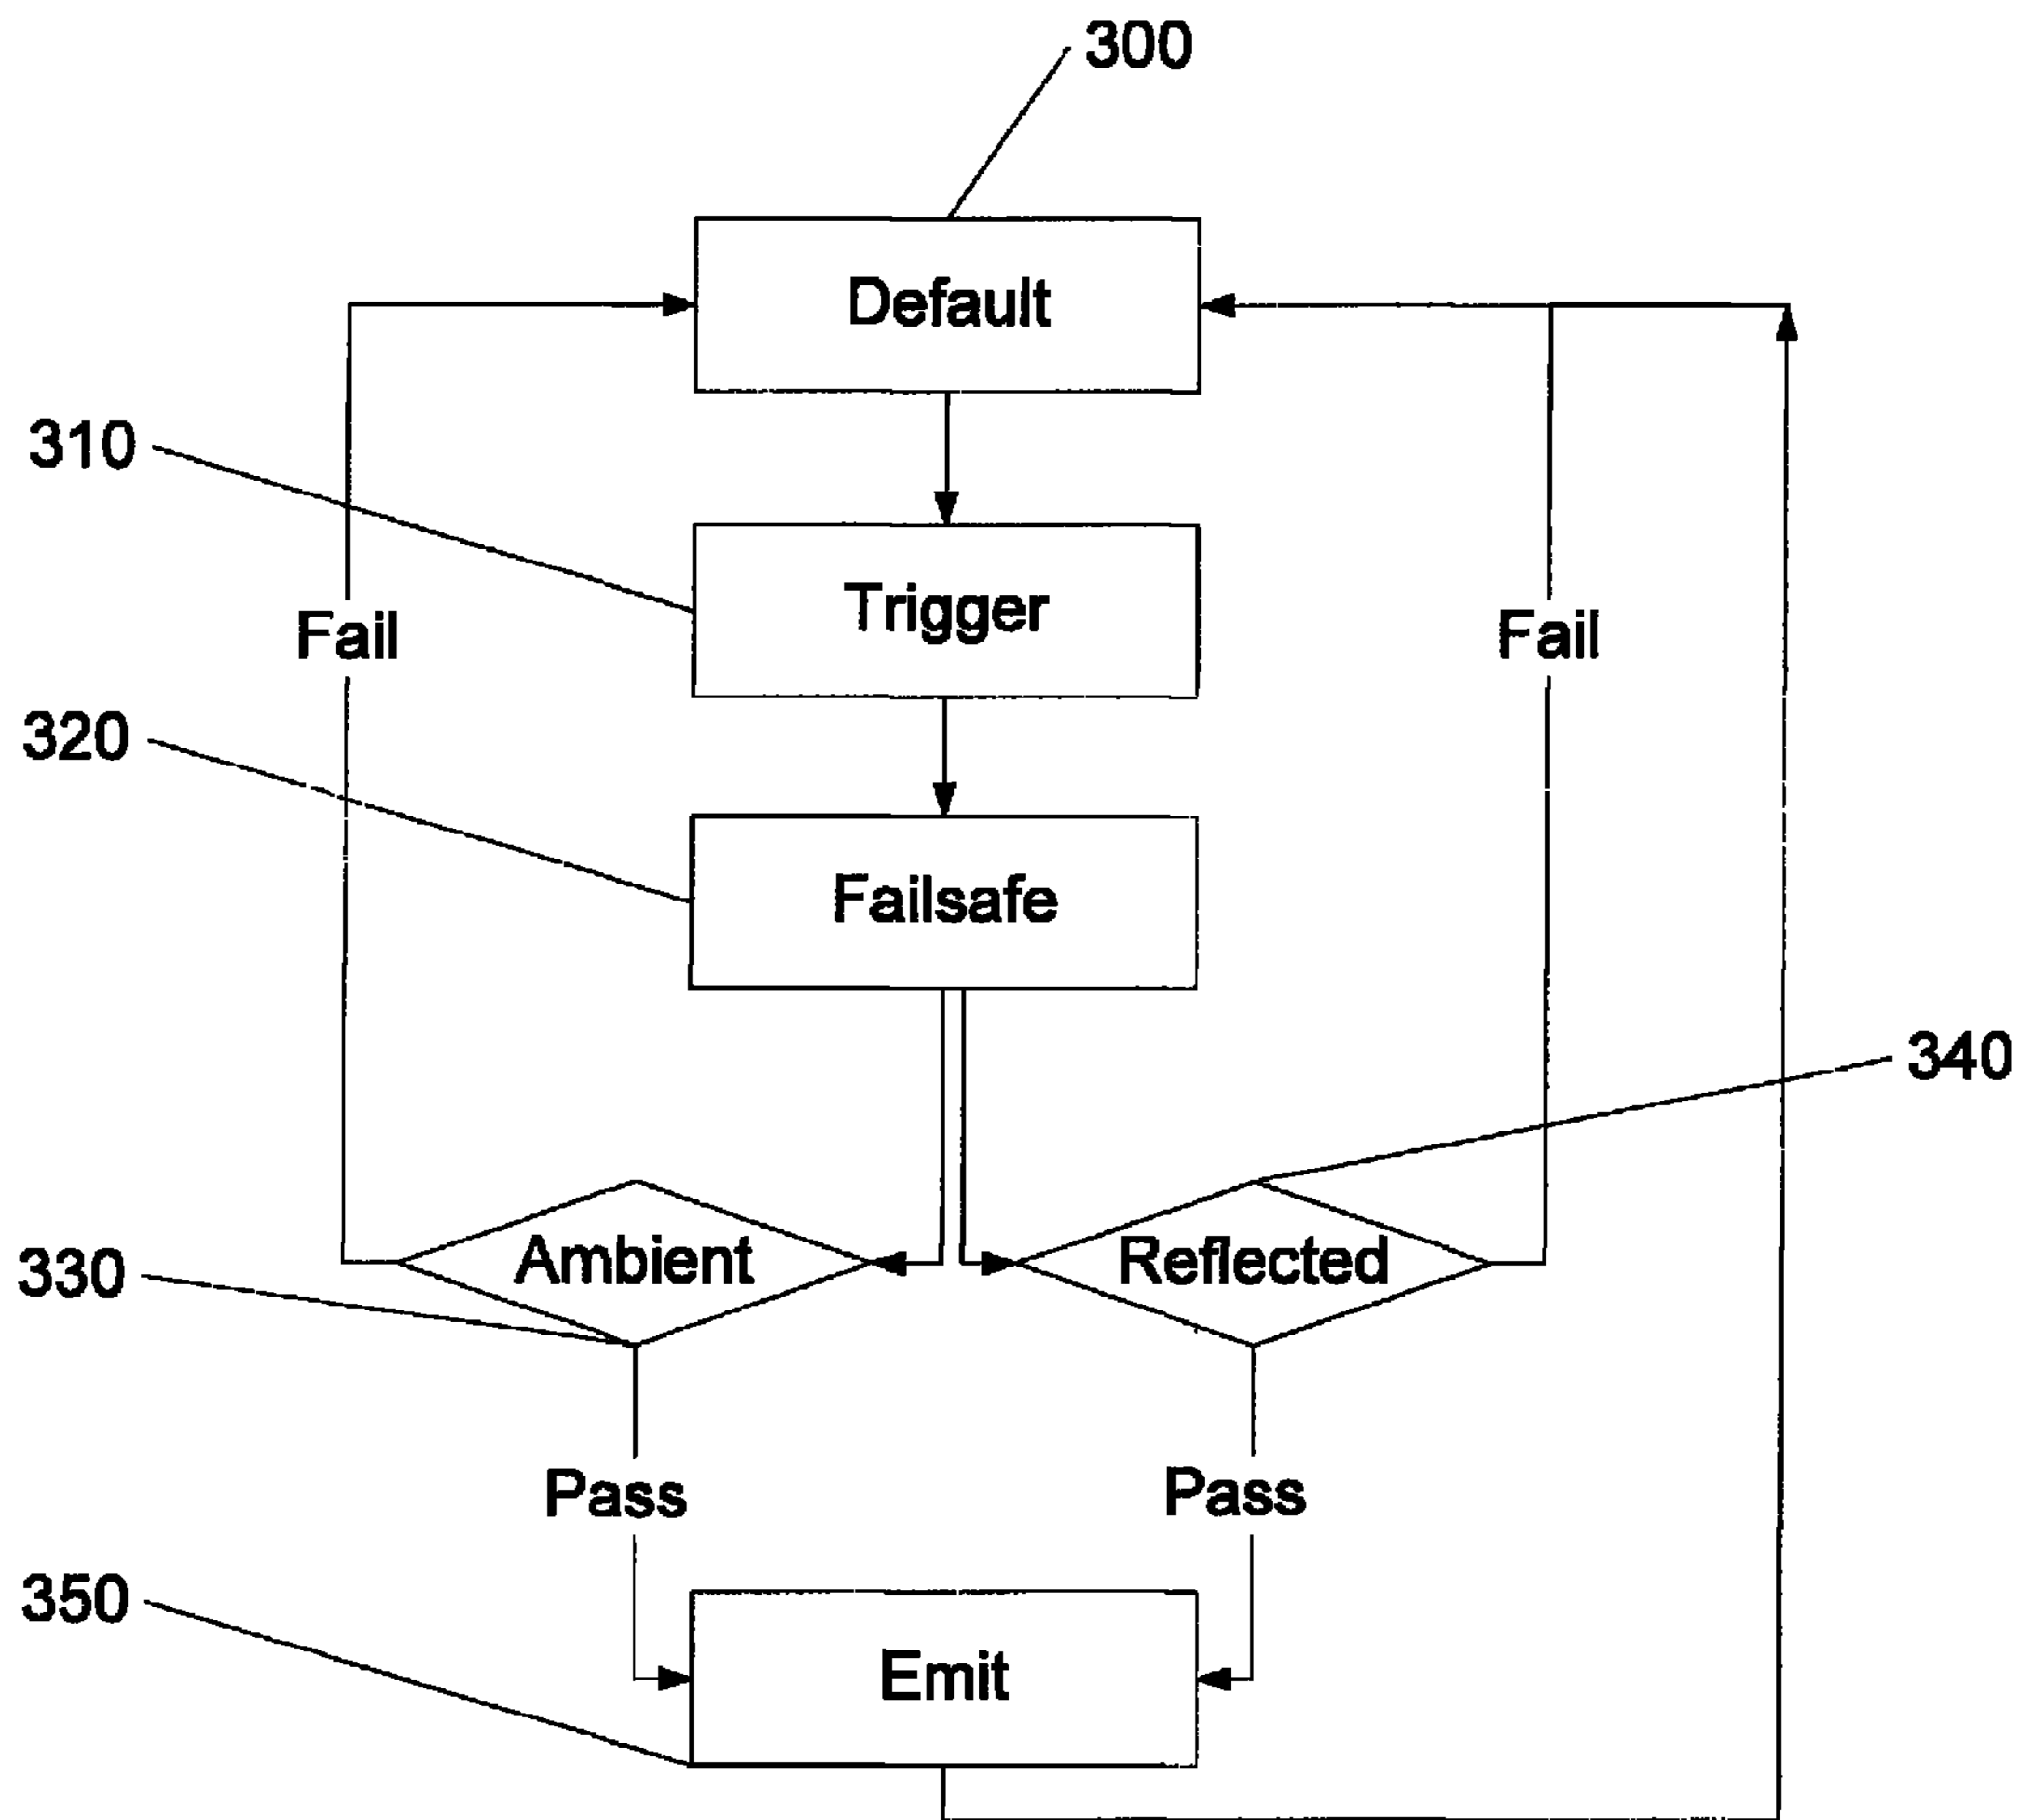 300
Default
310
Trigger
Fail
Fail
320
Failsafe
340
330
Ambient
Reflected
Pass
Pass
350
Emit